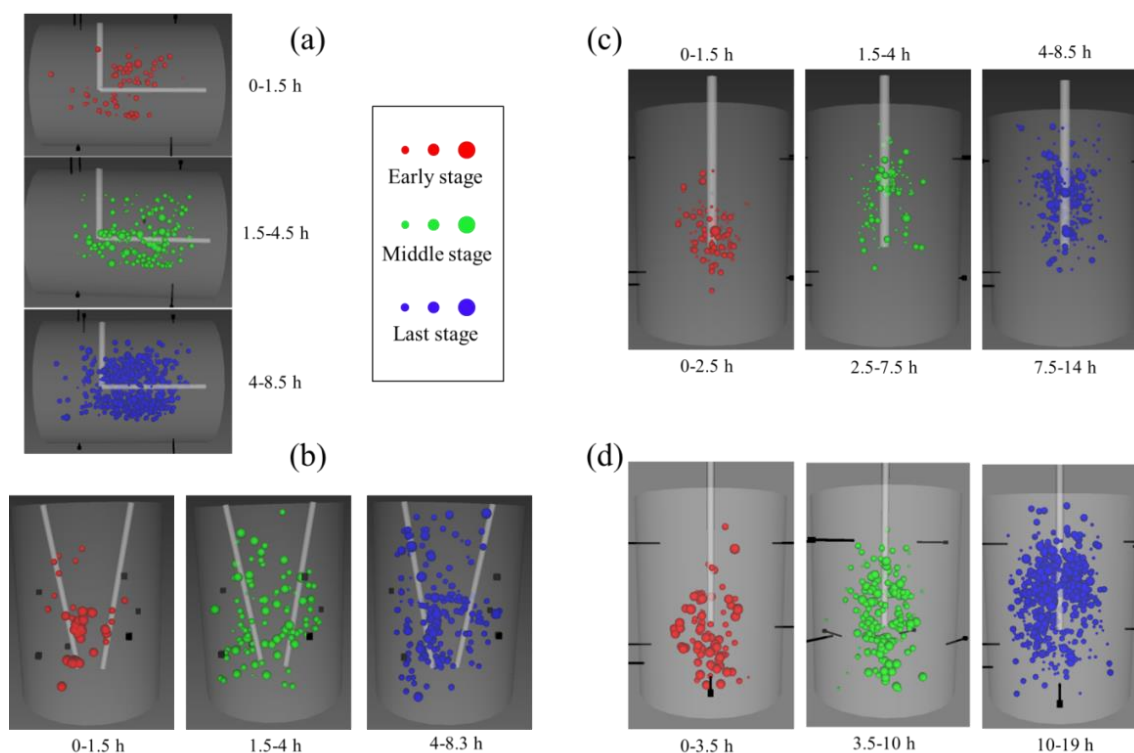 (a)
0-1.5 h
1.5-4.5 h
4-8.5 h
Early stage
Middle stage
Last stage
(b)
0-1.5 h
1.5-4 h
4-8.3 h
(c)
0-1.5 h
1.5-4 h
4-8.5 h
0-2.5 h
2.5-7.5 h
7.5-14 h
(d)
0-3.5 h
3.5-10 h
10-19 h